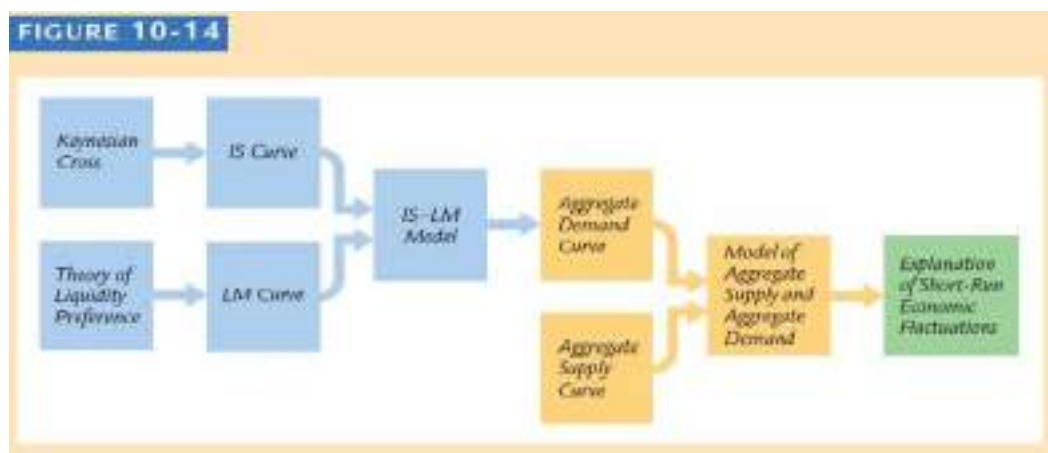 FIGURE 10-14
Keynesian
Cross
IS Curve
IS–LM
Model
Theory of
Liquidity
Preference
LM Curve
Aggregate
Demand
Curve
Aggregate
Supply
Curve
Model of
Aggregate
Supply and
Aggregate
Demand
Explanation
of Short-Run
Economic
Fluctuations